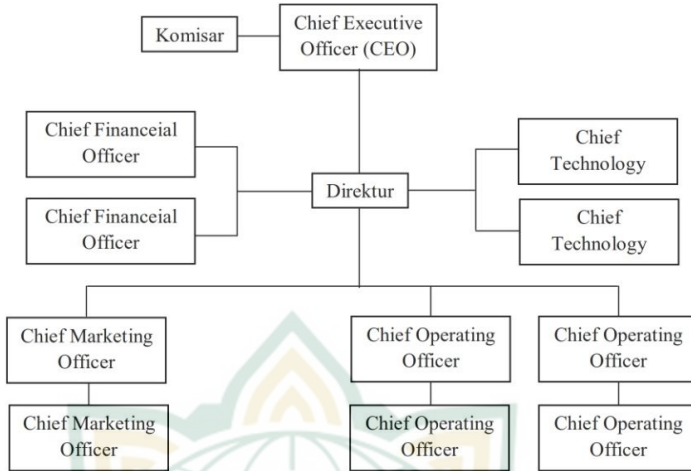 Chief Executive
Officer (CEO)
Komisar
Chief Financeial
Officer
Chief
Technology
Direktur
Chief Financeial
Officer
Chief
Technology
Chief Marketing
Officer
Chief Operating
Officer
Chief Operating
Officer
Chief Marketing
Officer
Chief Operating
Officer
Chief Operating
Officer